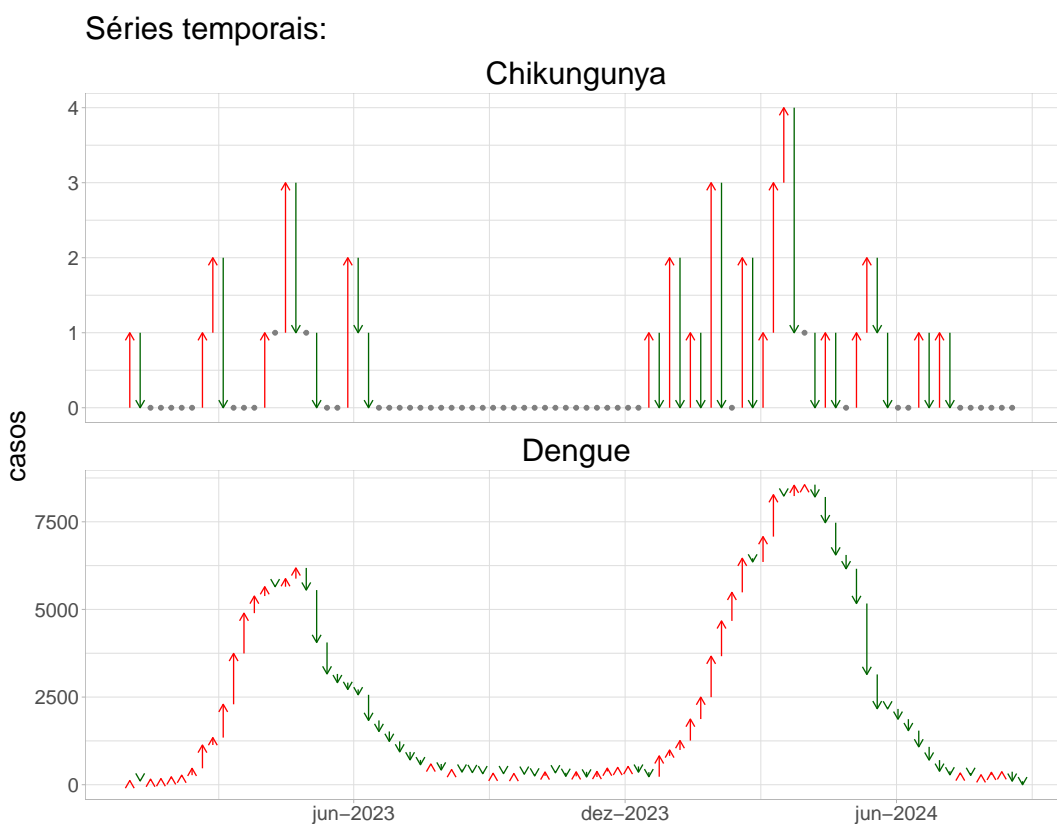 Séries temporais:
Chikungunya
4
3
2
1
0
casos
Dengue
7500
5000
2500
0
jun−2023
dez−2023
jun−2024